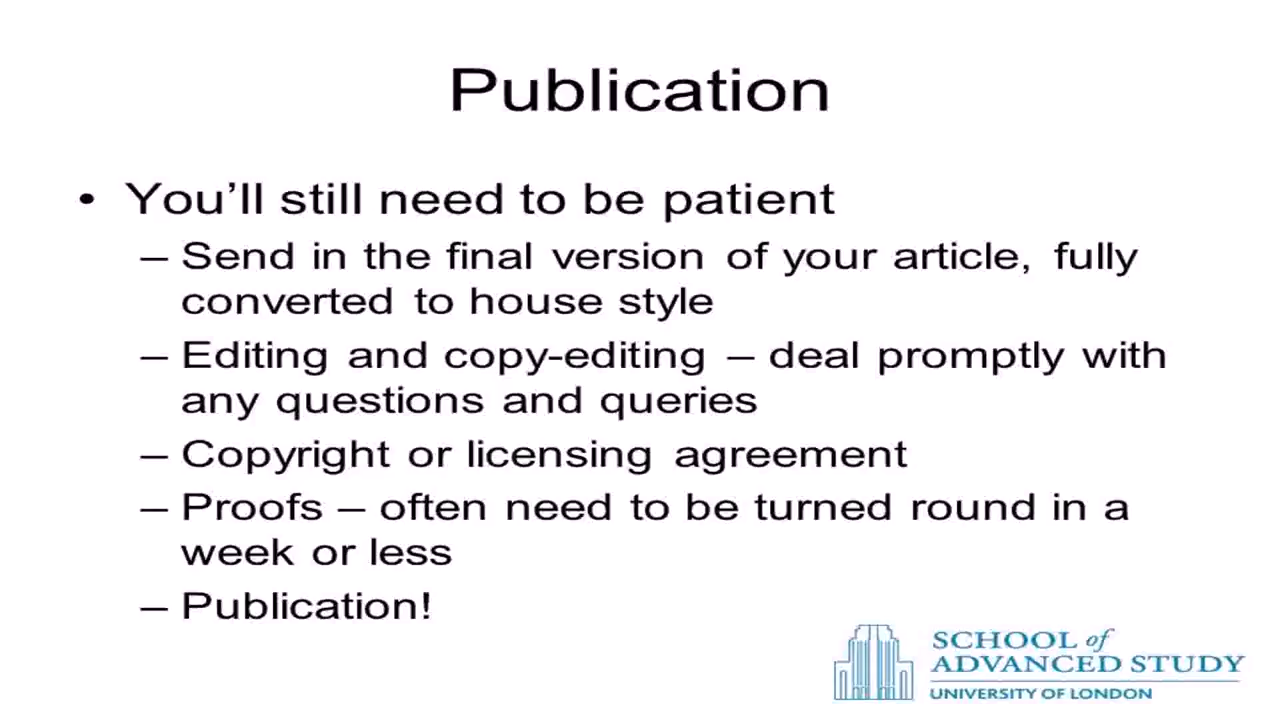 Publication
• You’ll still need to be patient
– Send in the final version of your article, fully
converted to house style
– Editing and copy-editing – deal promptly with
any questions and queries
– Copyright or licensing agreement
– Proofs – often need to be turned round in a
week or less
– Publication!
SCHOOL of
ADVANCED STUDY
UNIVERSITY OF LONDON